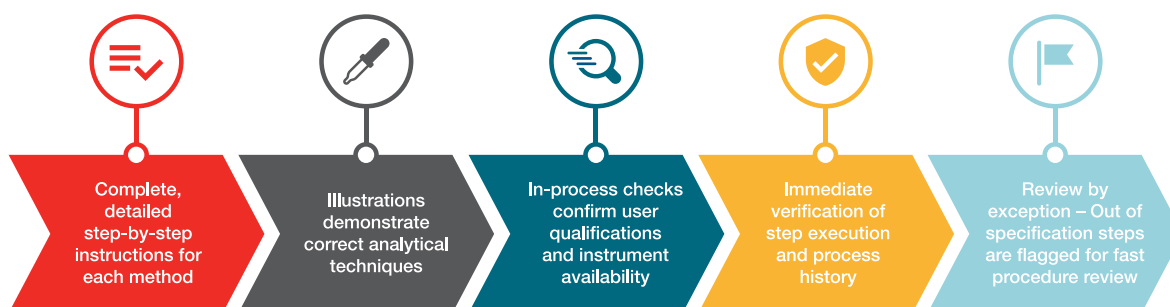 Complete,
detailed
step-by-step
instructions for
each method
Illustrations
demonstrate
correct analytical
techniques
In-process checks
confirm user
qualifications
and instrument
availability
Immediate
verification of
step execution
and process
history
Review by
exception – Out of
specification steps
are flagged for fast
procedure review